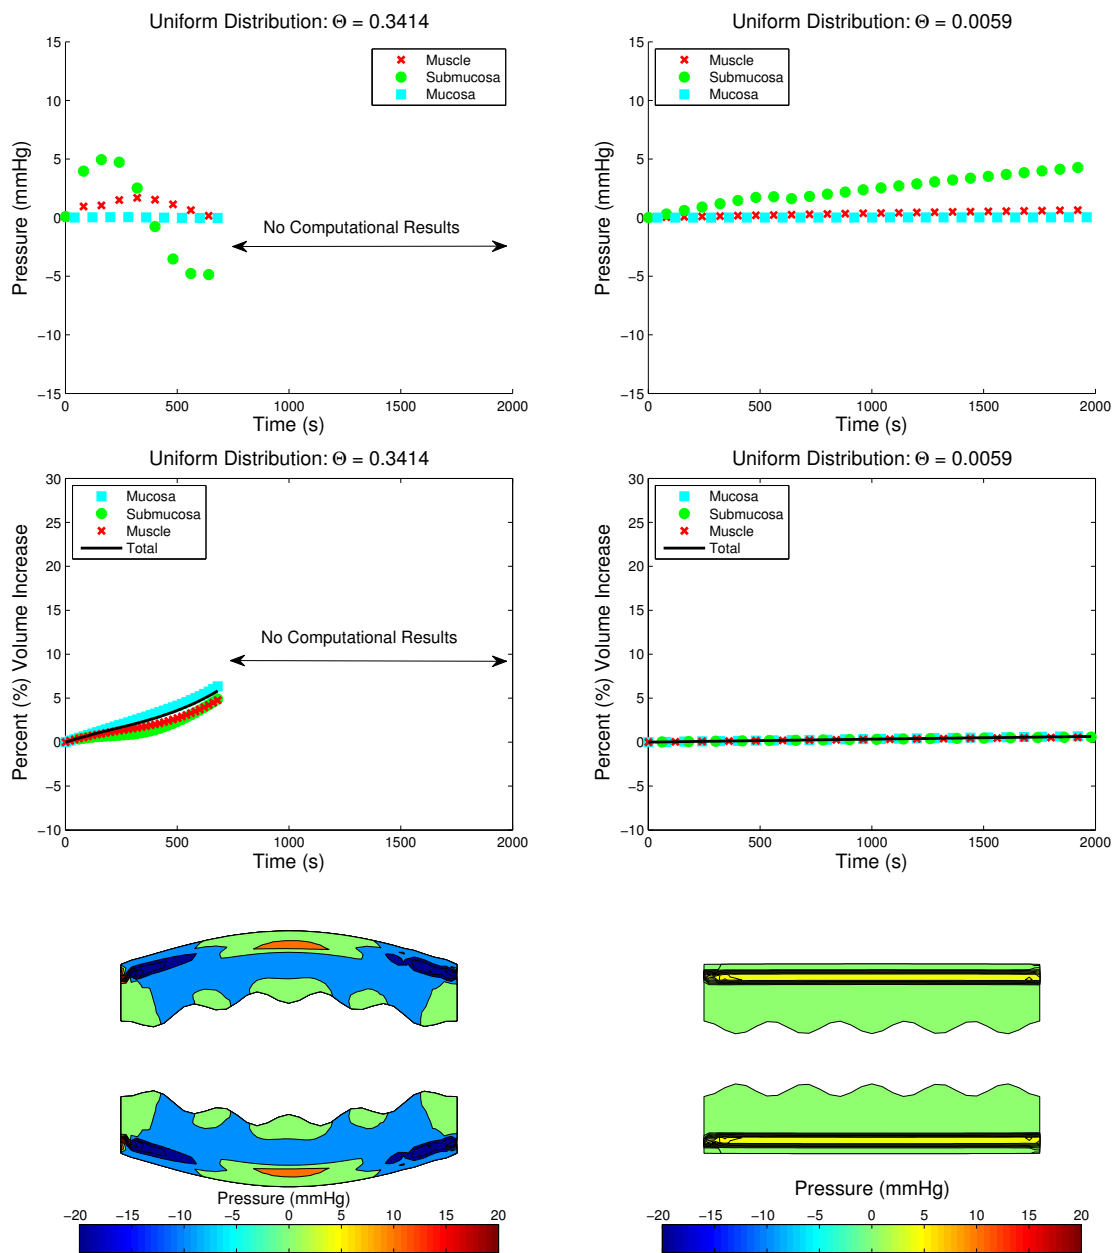 Uniform Distribution: Θ = 0.3414
15
10
5
0
−5
−10
−15
Pressure (mmHg)
Muscle
Submucosa
Mucosa
No Computational Results
0 500 1000 1500 2000
Time (s)
Uniform Distribution: Θ = 0.0059
15
10
5
0
−5
−10
−15
Pressure (mmHg)
Muscle
Submucosa
Mucosa
0 500 1000 1500 2000
Time (s)
Uniform Distribution: Θ = 0.3414
30
25
20
15
10
5
0
−5
−10
Percent (%) Volume Increase
Mucosa
Submucosa
Muscle
Total
No Computational Results
0 500 1000 1500 2000
Time (s)
Uniform Distribution: Θ = 0.0059
30
25
20
15
10
5
0
−5
−10
Percent (%) Volume Increase
Mucosa
Submucosa
Muscle
Total
0 500 1000 1500 2000
Time (s)
Pressure (mmHg)
−20 −15 −10 −5 0 5 10 15 20
Pressure (mmHg)
−20 −15 −10 −5 0 5 10 15 20